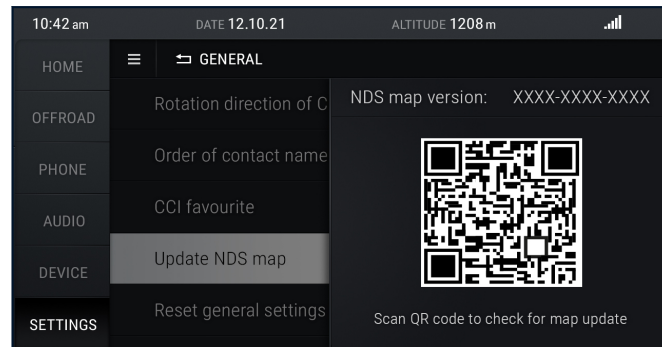 10:42 am DATE 12.10.21 ALTITUDE 1208 m
HOME
OFFROAD
PHONE
AUDIO
DEVICE
SETTINGS
GENERAL
Rotation direction of C
Order of contact name
CCI favourite
Update NDS map
Reset general settings
NDS map version: XXXX-XXXX-XXXX
Scan QR code to check for map update